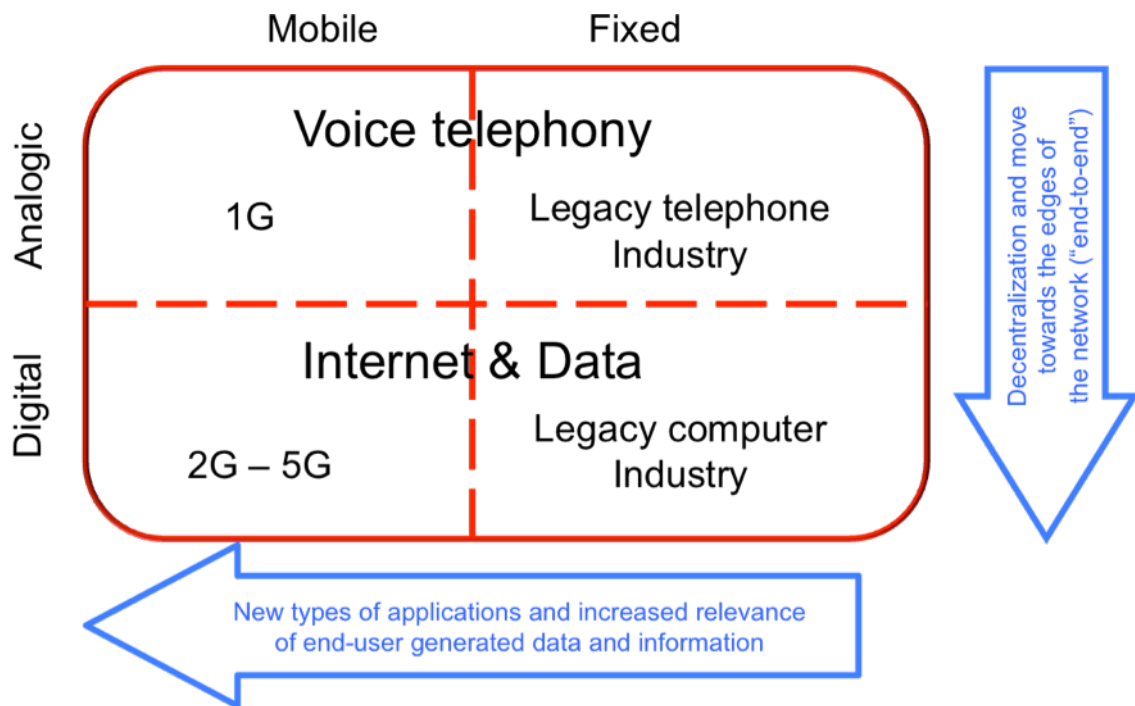 Mobile
Fixed
Analogic
Voice telephony
1G
Legacy telephone
Industry
Digital
Internet & Data
2G – 5G
Legacy computer
Industry
Decentralization and move
towards the edges of
the network (“end-to-end”)
New types of applications and increased relevance
of end-user generated data and information